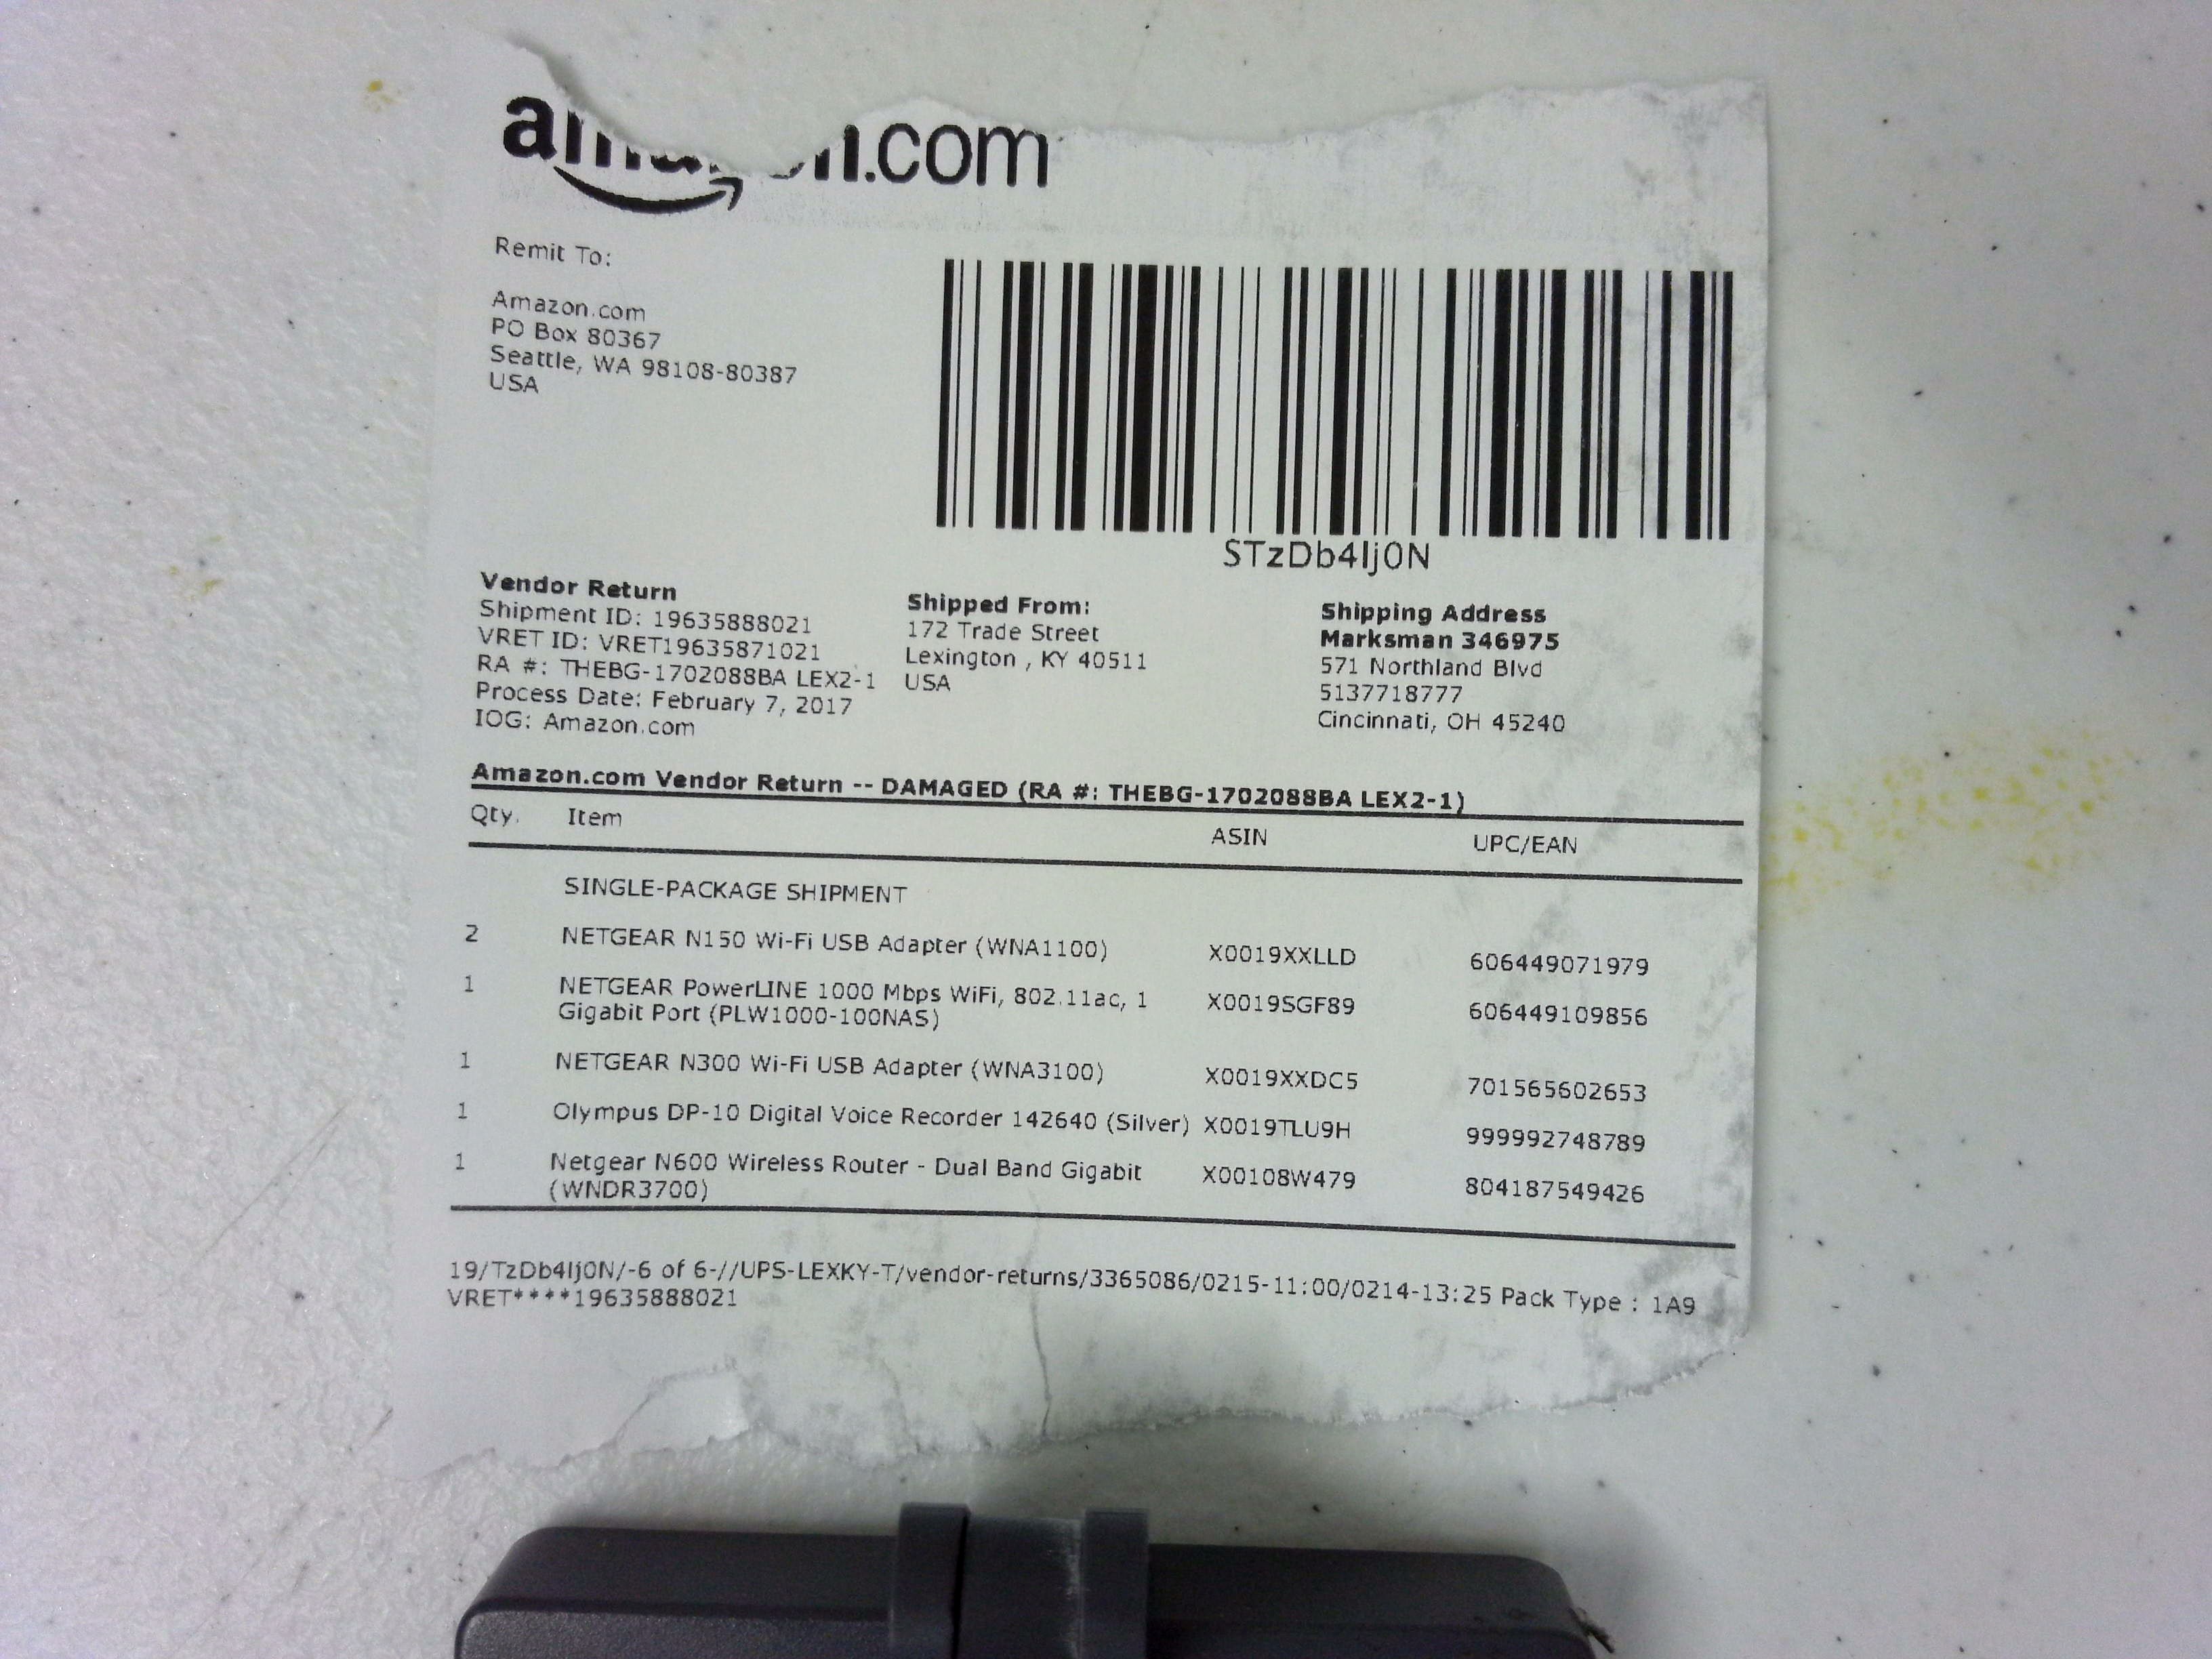 amazon.com
Remit To:
Amazon.com
PO Box 80367
Seattle, WA 98108-80387
USA
STzDb4Ij0N
Vendor Return
Shipment ID: 19635888021
VRET ID: VRET19635871021
RA #: THEBG-1702088BA LEX2-1
Process Date: February 7, 2017
IOG: Amazon.com
Shipped From:
172 Trade Street
Lexington , KY 40511
USA
Shipping Address
Marksman 346975
571 Northland Blvd
5137718777
Cincinnati, OH 45240
Amazon.com Vendor Return -- DAMAGED (RA #: THEBG-1702088BA LEX2-1)
Qty. Item ASIN UPC/EAN
SINGLE-PACKAGE SHIPMENT
2 NETGEAR N150 Wi-Fi USB Adapter (WNA1100) X0019XXLLD 606449071979
1 NETGEAR PowerLINE 1000 Mbps WiFi, 802.11ac, 1 X0019SGF89 606449109856
Gigabit Port (PLW1000-100NAS)
1 NETGEAR N300 Wi-Fi USB Adapter (WNA3100) X0019XXDC5 701565602653
1 Olympus DP-10 Digital Voice Recorder 142640 (Silver) X0019TLU9H 999992748789
1 Netgear N600 Wireless Router - Dual Band Gigabit X00108W479 804187549426
(WNDR3700)
19/TzDb4Ij0N/-6 of 6-//UPS-LEXKY-T/vendor-returns/3365086/0215-11:00/0214-13:25 Pack Type : 1A9
VRET****19635888021